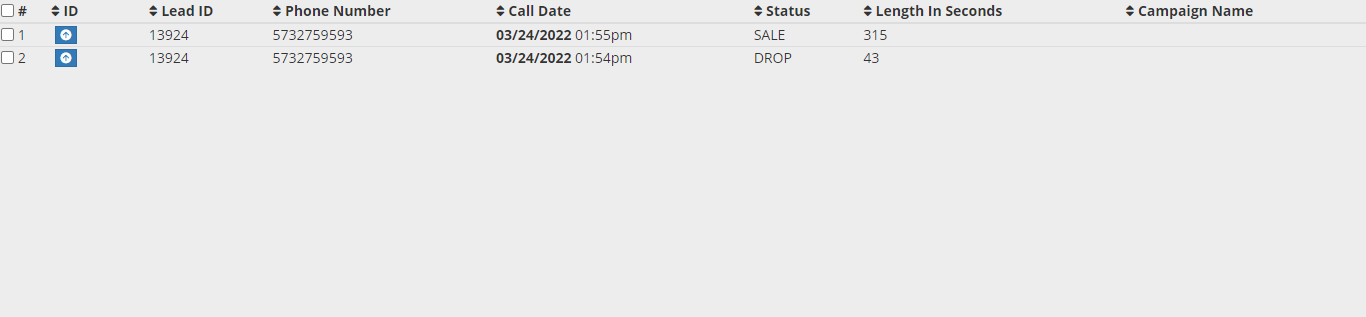 # ID Lead ID Phone Number Call Date Status Length In Seconds Campaign Name
1 13924 5732759593 03/24/2022 01:55pm SALE 315
2 13924 5732759593 03/24/2022 01:54pm DROP 43